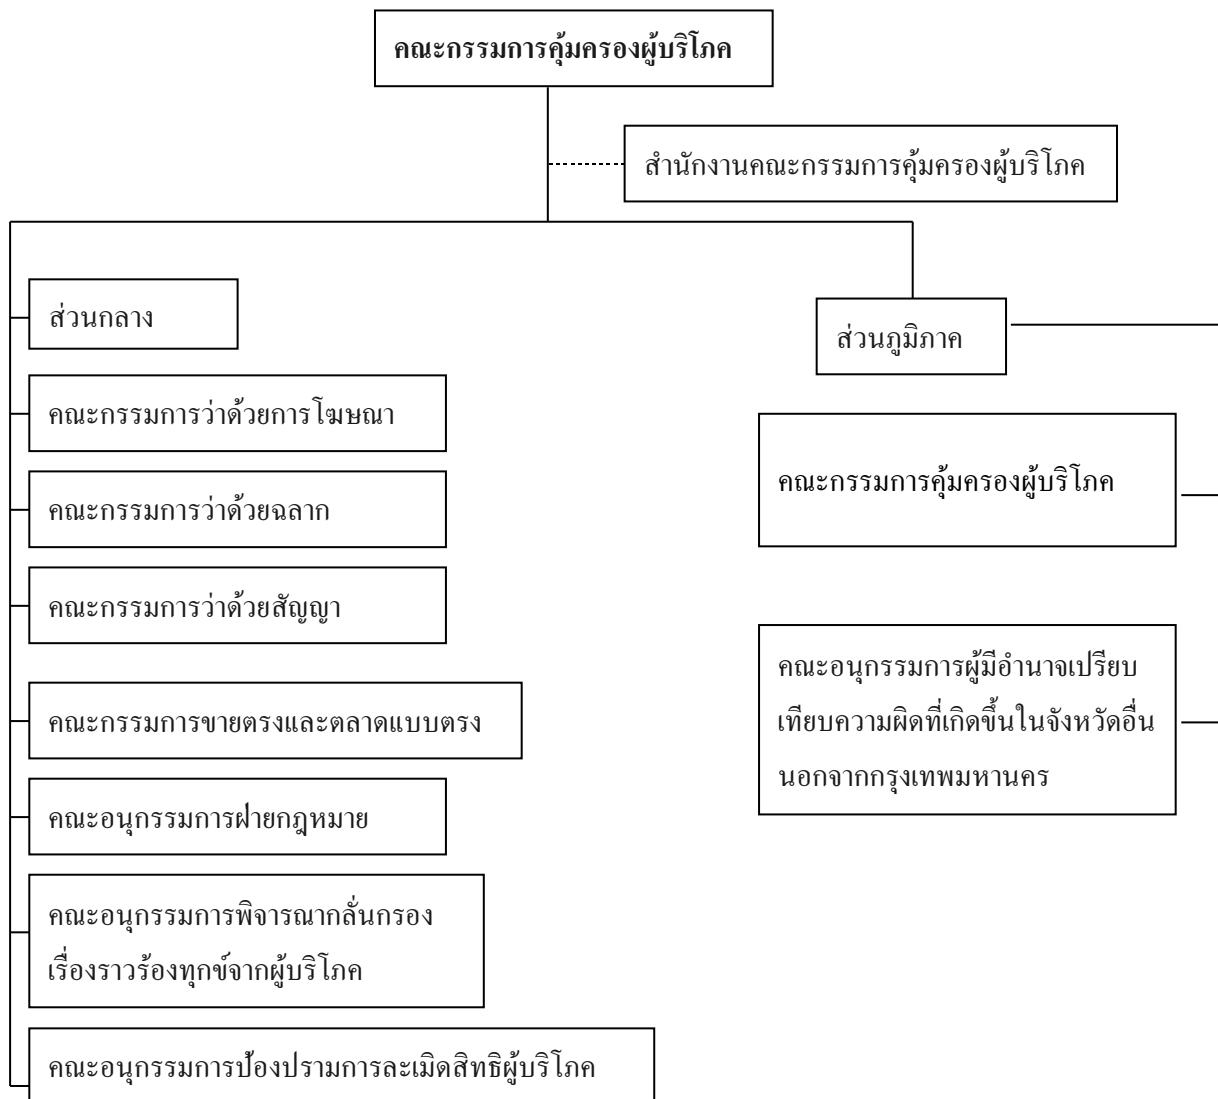 คณะกรรมการคุ้มครองผู้บริโภค
สำนักงานคณะกรรมการคุ้มครองผู้บริโภค
ส่วนกลาง
คณะกรรมการว่าด้วยการโฆษณา
คณะกรรมการว่าด้วยฉลาก
คณะกรรมการว่าด้วยสัญญา
คณะกรรมการขายตรงและตลาดแบบตรง
คณะอนุกรรมการฝ่ายกฎหมาย
คณะอนุกรรมการพิจารณากลั่นกรอง
เรื่องราวร้องทุกข์จากผู้บริโภค
คณะอนุกรรมการป้องปรามการละเมิดสิทธิผู้บริโภค
ส่วนภูมิภาค
คณะกรรมการคุ้มครองผู้บริโภค
คณะอนุกรรมการผู้มีอำนาจเปรียบ
เทียบความผิดที่เกิดขึ้นในจังหวัดอื่น
นอกจากกรุงเทพมหานคร